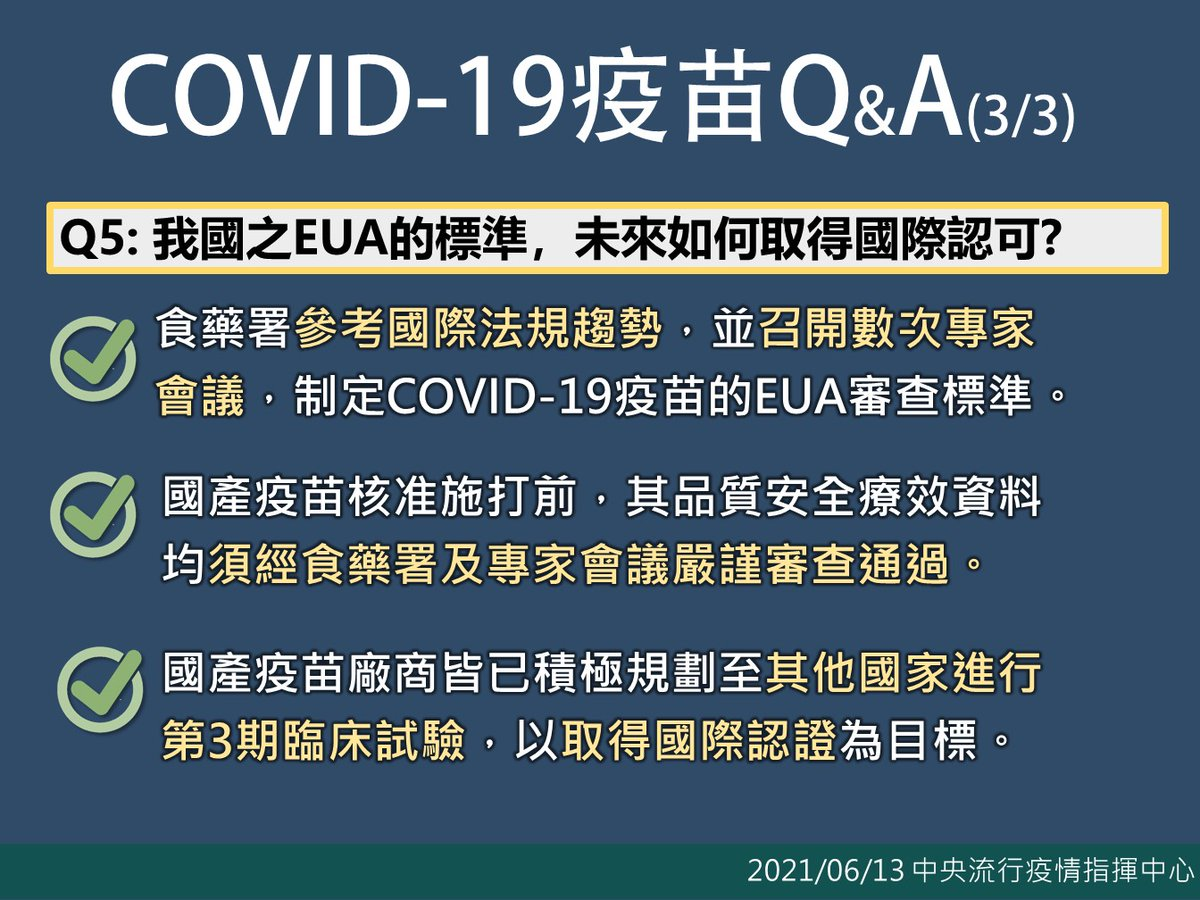 COVID-19疫苗Q&A(3/3)
Q5: 我國之EUA的標準，未來如何取得國際認可?
食藥署參考國際法規趨勢，並召開數次專家
會議，制定COVID-19疫苗的EUA審查標準。
國產疫苗核准施打前，其品質安全療效資料
均須經食藥署及專家會議嚴謹審查通過。
國產疫苗廠商皆已積極規劃至其他國家進行
第3期臨床試驗，以取得國際認證為目標。
2021/06/13 中央流行疫情指揮中心